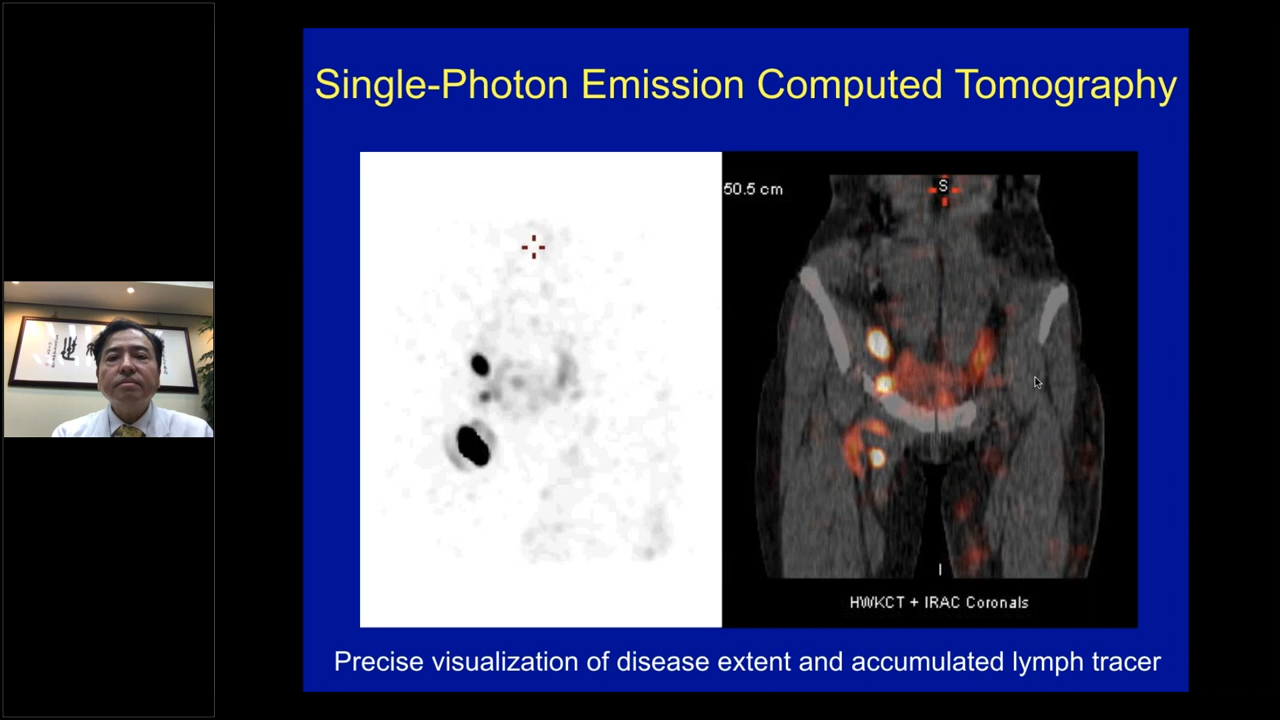 Single-Photon Emission Computed Tomography
50.5 cm
S
I
HWKCT + IRAC Coronals
Precise visualization of disease extent and accumulated lymph tracer